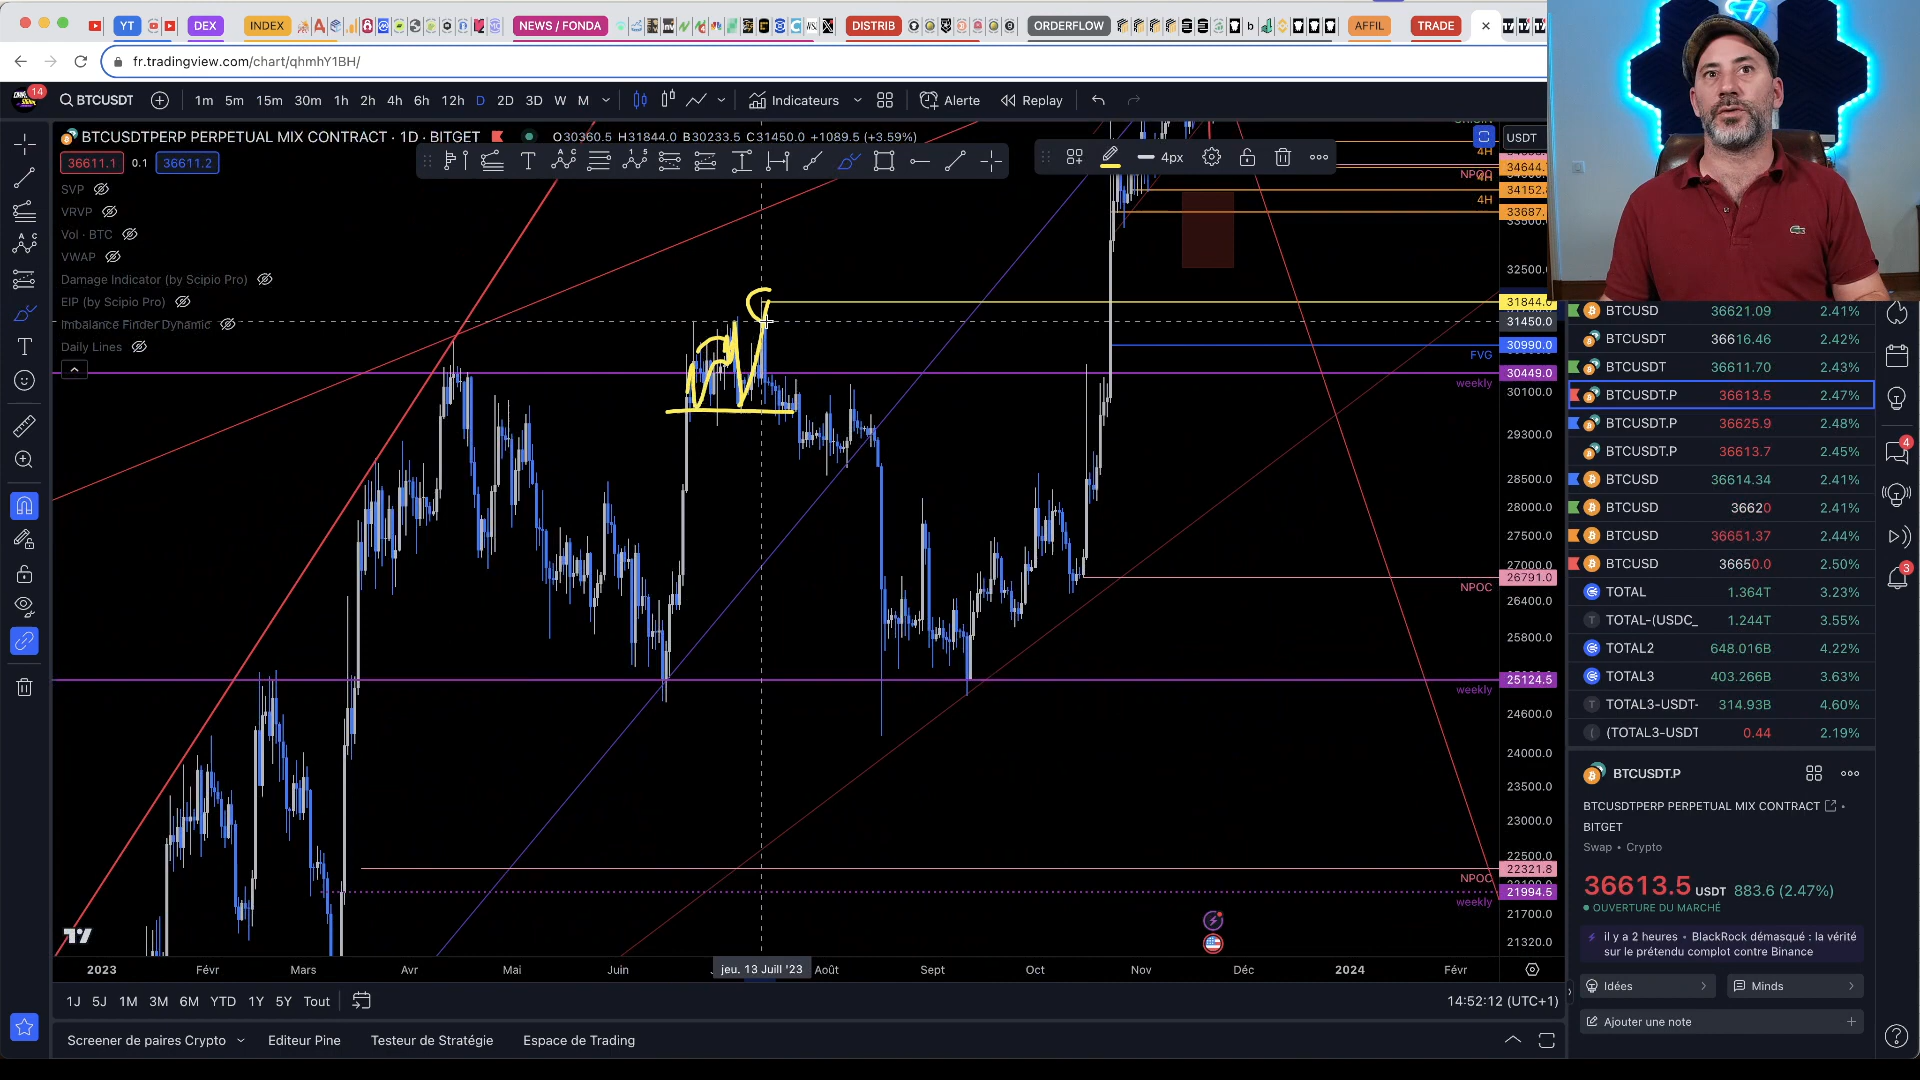 YT
DEX
INDEX
NEWS / FONDA
DISTRIB
ORDERFLOW
AFFIL
TRADE
fr.tradingview.com/chart/qhmhY1BH/
14
BTCUSDT
1m 5m 15m 30m 1h 2h 4h 6h 12h D 2D 3D W M
Indicateurs
Alerte
Replay
BTCUSDTPERP PERPETUAL MIX CONTRACT · 1D · BITGET
O30360.5 H31844.0 B30233.5 C31450.0 +1089.5 (+3.59%)
36611.1 0.1 36611.2
4px
USDT
SVP
VRVP
Vol · BTC
VWAP
Damage Indicator (by Scipio Pro)
EIP (by Scipio Pro)
Imbalance Finder Dynamic
Daily Lines
4H
NPOC
4H
34152.
4H
33687.
32500.
31844.0
31450.0
30990.0
FVG
30449.0
weekly
30100.0
29300.0
28500.0
28000.0
27500.0
27000.0
26791.0
NPOC
26400.0
25800.0
25124.5
weekly
24600.0
24000.0
23500.0
23000.0
22500.0
22321.8
NPOC
21994.5
weekly
21700.0
21320.0
2023 Févr Mars Avr Mai Juin jeu. 13 Juill '23 Août Sept Oct Nov Déc 2024 Févr
1J 5J 1M 3M 6M YTD 1Y 5Y Tout
14:52:12 (UTC+1)
Screener de paires Crypto
Editeur Pine
Testeur de Stratégie
Espace de Trading
BTCUSD 36621.09 2.41%
BTCUSDT 36616.46 2.42%
BTCUSDT 36611.70 2.43%
BTCUSDT.P 36613.5 2.47%
BTCUSDT.P 36625.9 2.48%
BTCUSDT.P 36613.7 2.45%
BTCUSD 36614.34 2.41%
BTCUSD 36620 2.41%
BTCUSD 36651.37 2.44%
BTCUSD 36650.0 2.50%
TOTAL 1.364T 3.23%
TOTAL-(USDC_ 1.244T 3.55%
TOTAL2 648.016B 4.22%
TOTAL3 403.266B 3.63%
TOTAL3-USDT- 314.93B 4.60%
(TOTAL3-USDT 0.44 2.19%
4
3
BTCUSDT.P
BTCUSDTPERP PERPETUAL MIX CONTRACT •
BITGET
Swap • Crypto
36613.5 USDT 883.6 (2.47%)
OUVERTURE DU MARCHÉ
il y a 2 heures • BlackRock démasqué : la vérité
sur le prétendu complot contre Binance
Idées
Minds
Ajouter une note